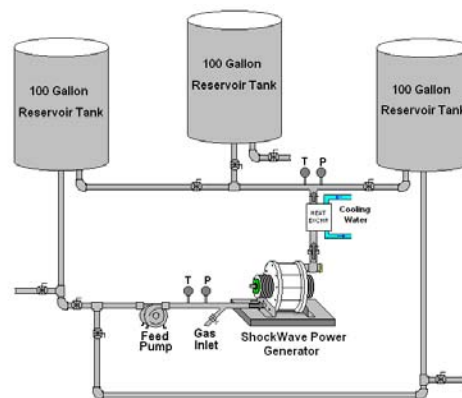 100 Gallon
Reservoir Tank
100 Gallon
Reservoir Tank
100 Gallon
Reservoir Tank
T P
HEAT
EXCHR
Cooling
Water
T P
Feed
Pump
Gas
Inlet
ShockWave Power
Generator